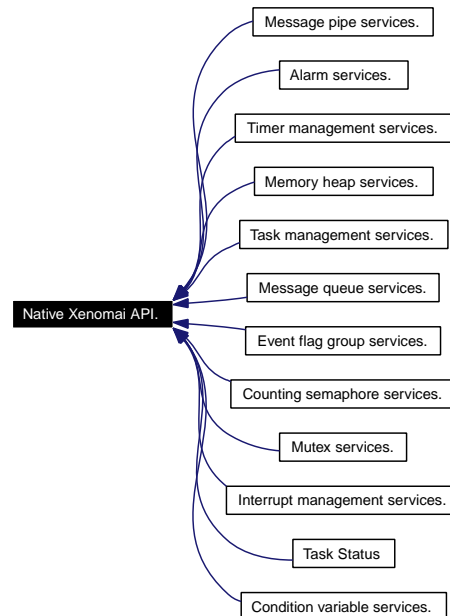 Message pipe services.
Alarm services.
Timer management services.
Memory heap services.
Task management services.
Message queue services.
Native Xenomai API.
Event flag group services.
Counting semaphore services.
Mutex services.
Interrupt management services.
Task Status
Condition variable services.